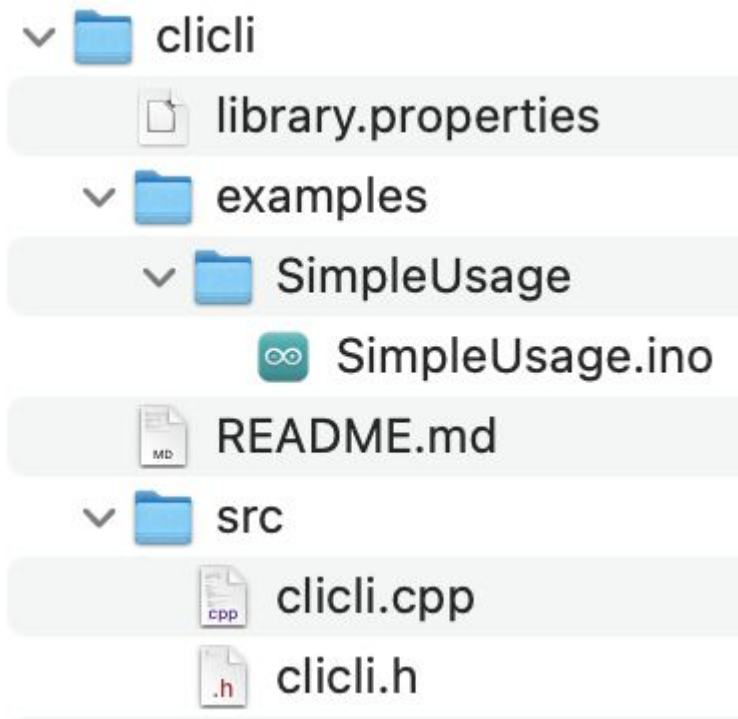 clicli
library.properties
examples
SimpleUsage
SimpleUsage.ino
README.md
MD
src
clicli.cpp
cpp
clicli.h
.h